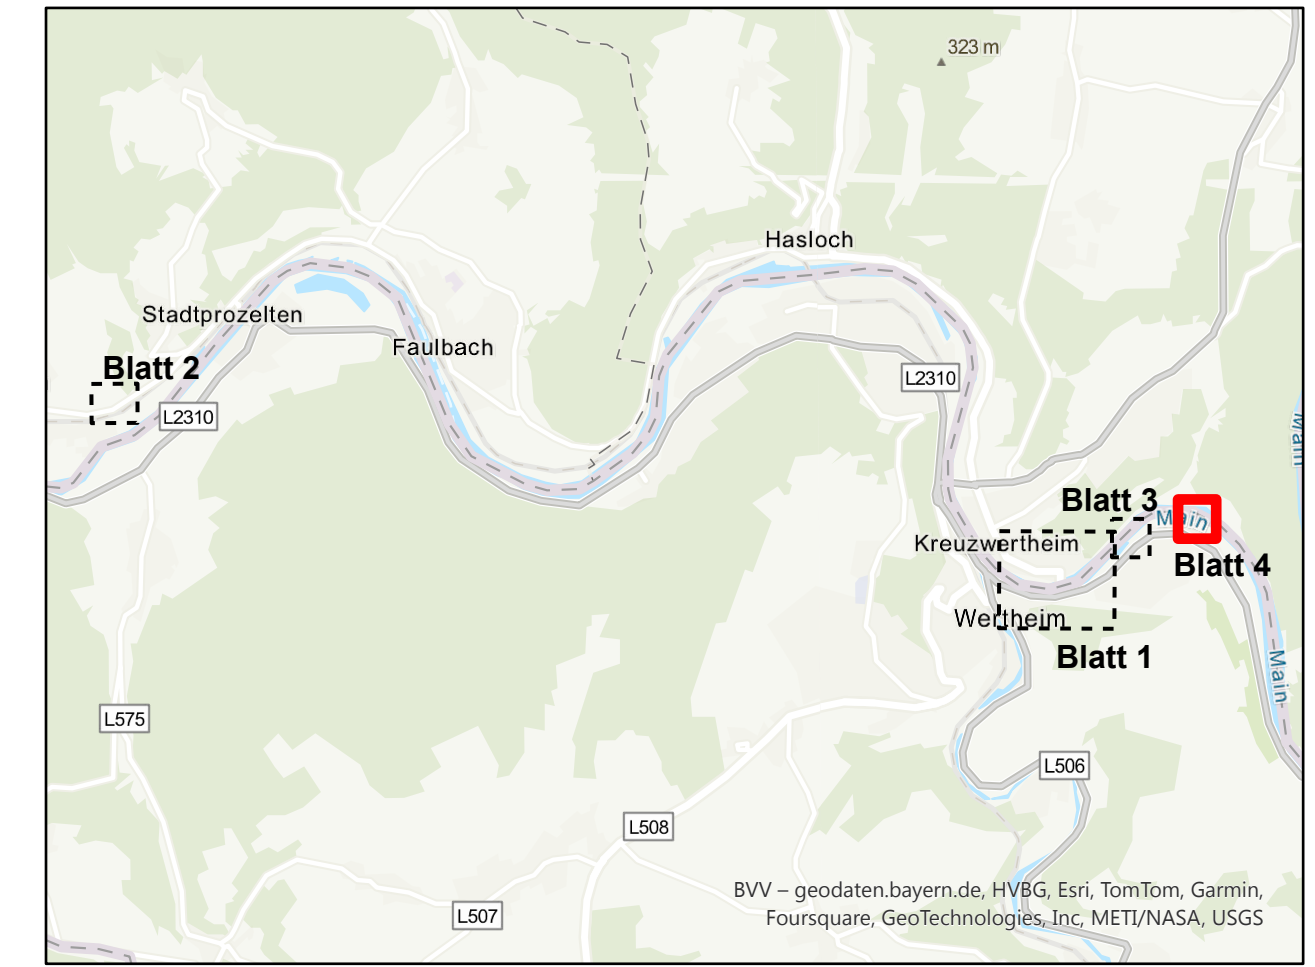 323 m
Hasloch
Stadtprozelten
Faulbach
Blatt 2
L2310
L2310
Main
Blatt 3
Main
Kreuzwertheim
Blatt 4
Wertheim
Blatt 1
Main
L575
L506
L508
BVV – geodaten.bayern.de, HVBG, Esri, TomTom, Garmin,
L507
Foursquare, GeoTechnologies, Inc, METI/NASA, USGS